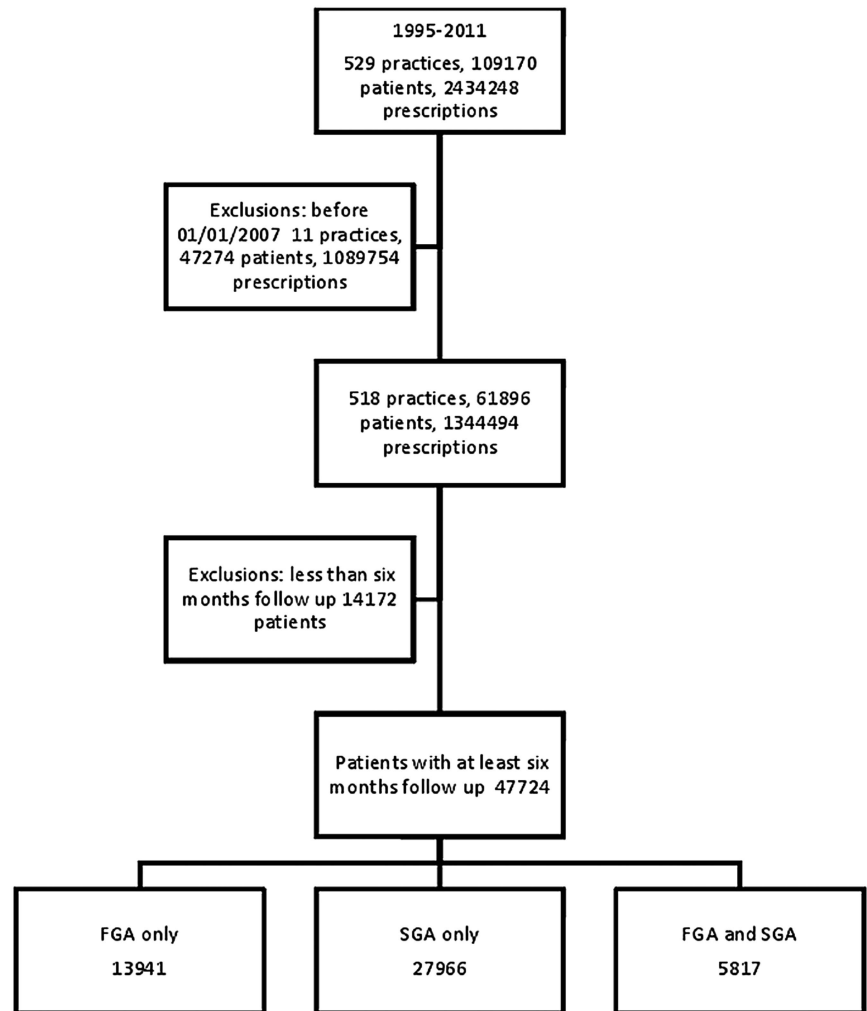 1995-2011
529 practices, 109170
patients, 2434248
prescriptions
Exclusions: before
01/01/2007 11 practices,
47274 patients, 1089754
prescriptions
518 practices, 61896
patients, 1344494
prescriptions
Exclusions: less than six
months follow up 14172
patients
Patients with at least six
months follow up 47724
FGA only
13941
SGA only
27966
FGA and SGA
5817